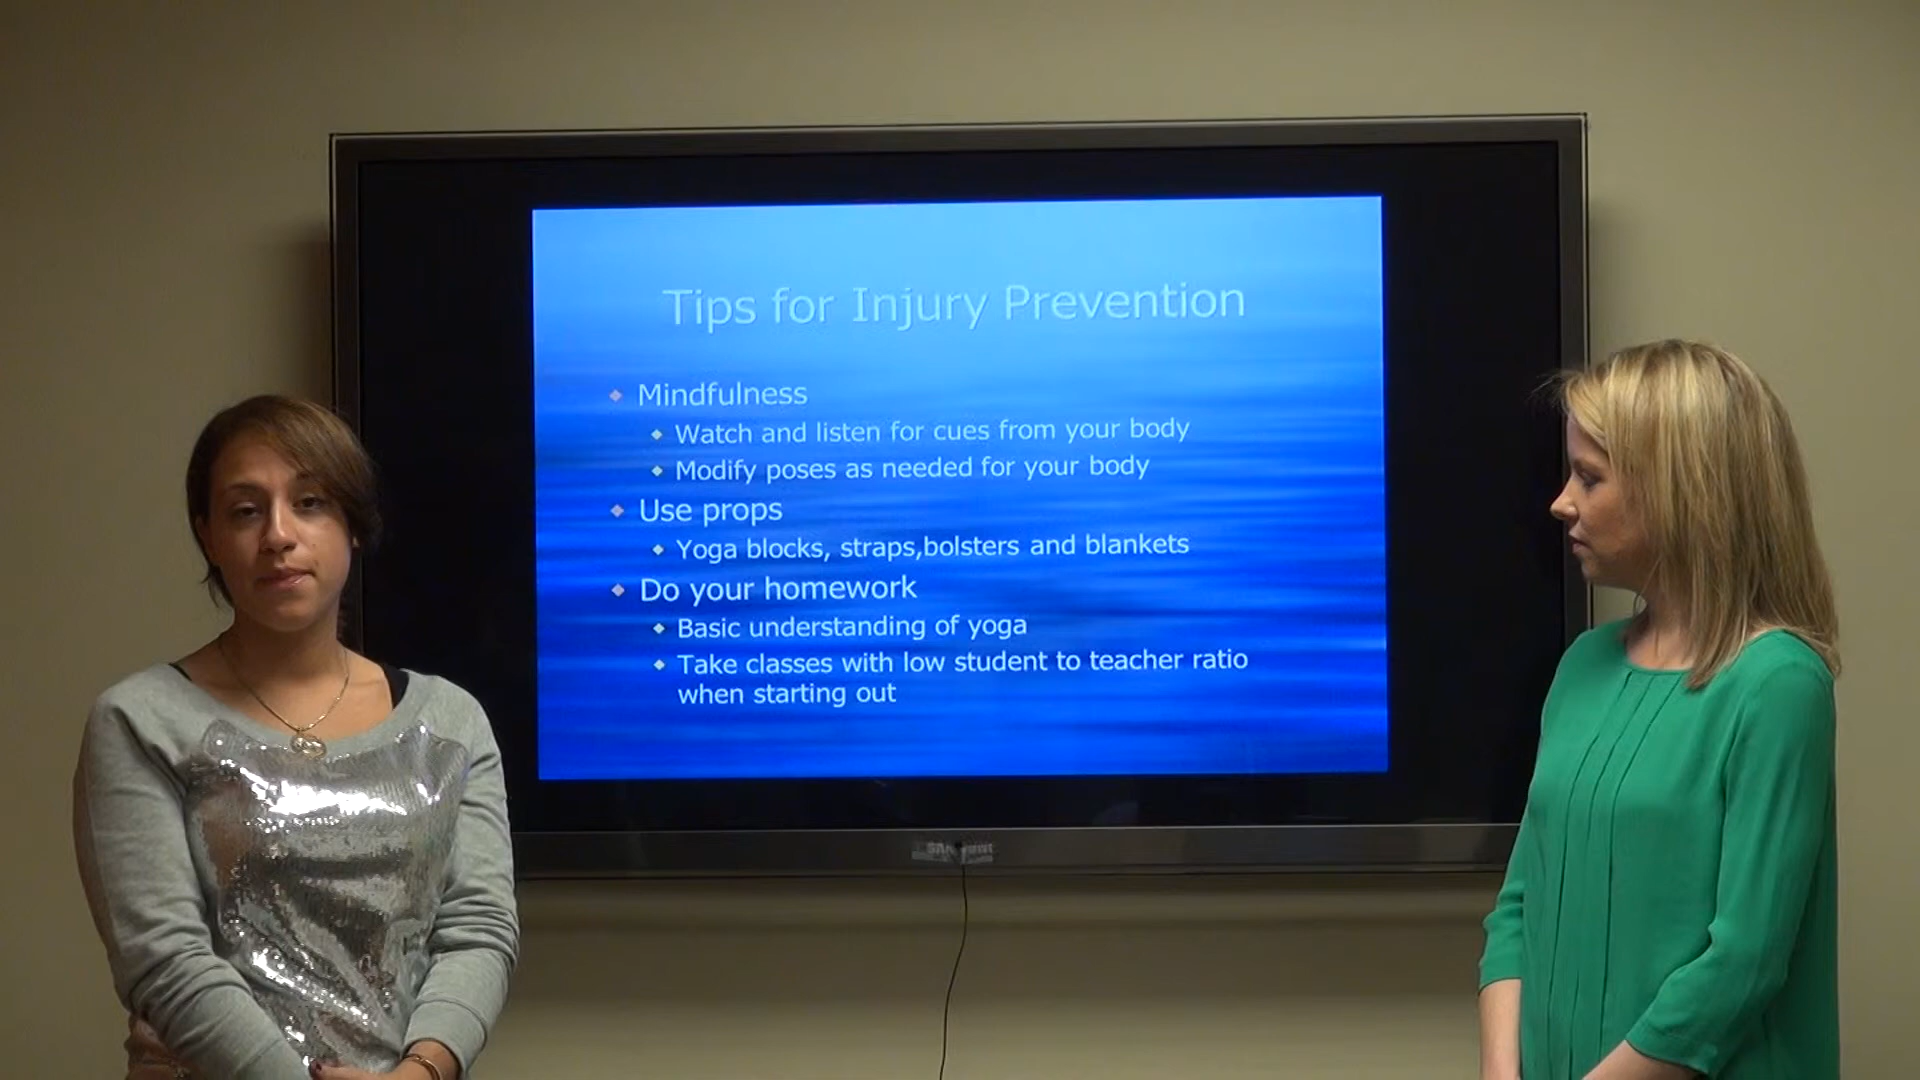 Tips for Injury Prevention
Mindfulness
Watch and listen for cues from your body
Modify poses as needed for your body
Use props
Yoga blocks, straps,bolsters and blankets
Do your homework
Basic understanding of yoga
Take classes with low student to teacher ratio
when starting out